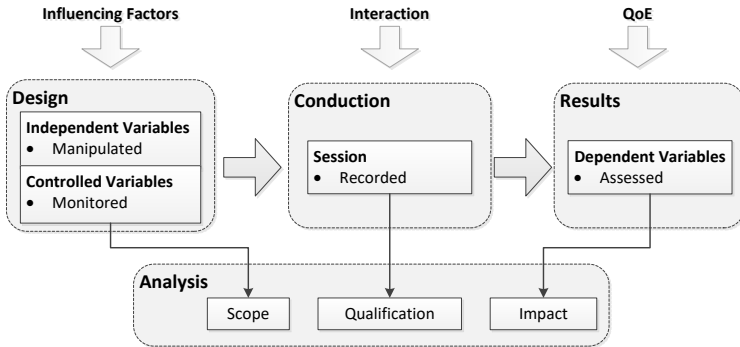 Influencing Factors
Interaction
QoE
Design
Independent Variables
• Manipulated
Controlled Variables
• Monitored
Conduction
Session
• Recorded
Results
Dependent Variables
• Assessed
Analysis
Scope
Qualification
Impact